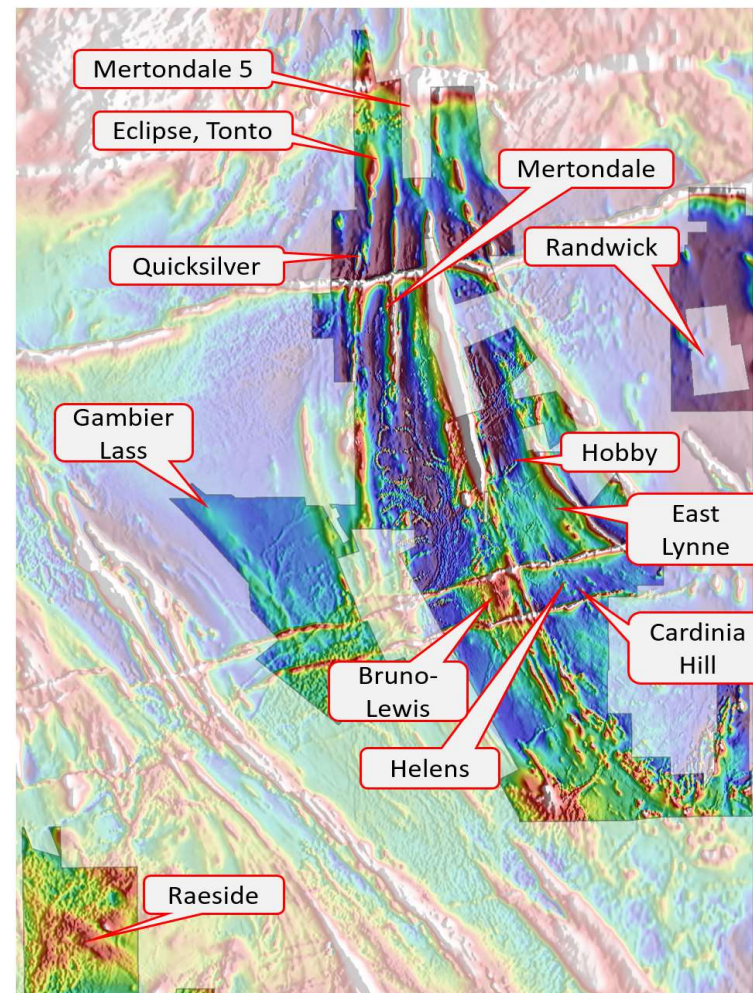 Mertondale 5
Eclipse, Tonto
Mertondale
Randwick
Quicksilver
Gambier
Lass
Hobby
East
Lynne
Cardinia
Hill
Bruno-
Lewis
Helens
Raeside